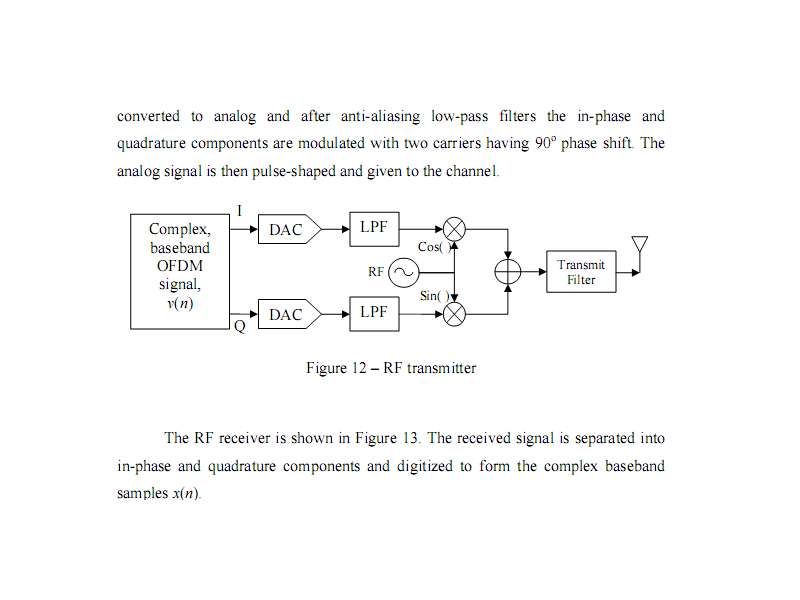 converted to analog and after anti-aliasing low-pass filters the in-phase and
quadrature components are modulated with two carriers having 90° phase shift. The
analog signal is then pulse-shaped and given to the channel.
I
Complex,
baseband
OFDM
signal,
v(n)
DAC
LPF
Cos( )
RF
Sin( )
Transmit
Filter
DAC
LPF
Q
Figure 12 – RF transmitter
The RF receiver is shown in Figure 13. The received signal is separated into
in-phase and quadrature components and digitized to form the complex baseband
samples x(n).